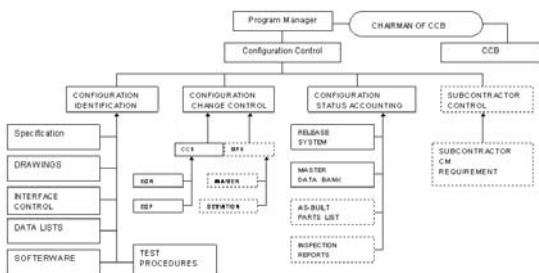 Program Manager
CHAIRMAN OF CCB
Configuration Control
CCB
CONFIGURATION
IDENTIFICATION
CONFIGURATION
CHANGE CONTROL
CONFIGURATION
STATUS ACCOUNTING
SUBCONTRACTOR
CONTROL
Specification
DRAWINGS
INTERFACE
CONTROL
DATA LISTS
SOFTERWARE
TEST
PROCEDURES
CCB
WAIVER
DEVIATION
RELEASE
SYSTEM
MASTER
DATA BANK
AS-BUILT
PARTS LIST
INSPECTION
REPORTS
SUBCONTRACTOR
CM
REQUIREMENT